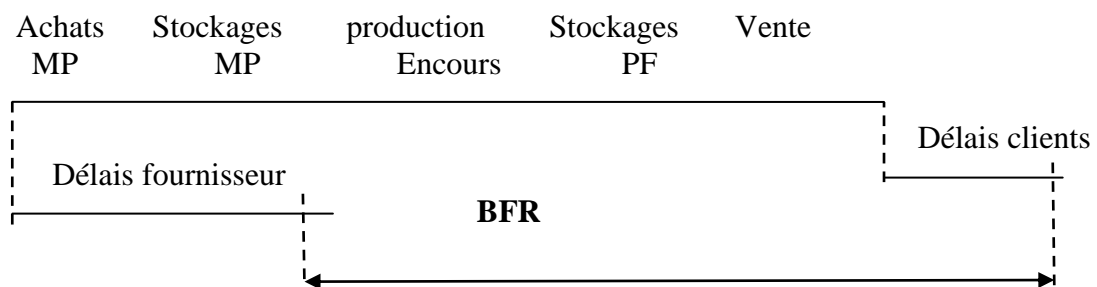 Achats Stockages production Stockages Vente
MP MP Encours PF
Délais clients
Délais fournisseur
BFR